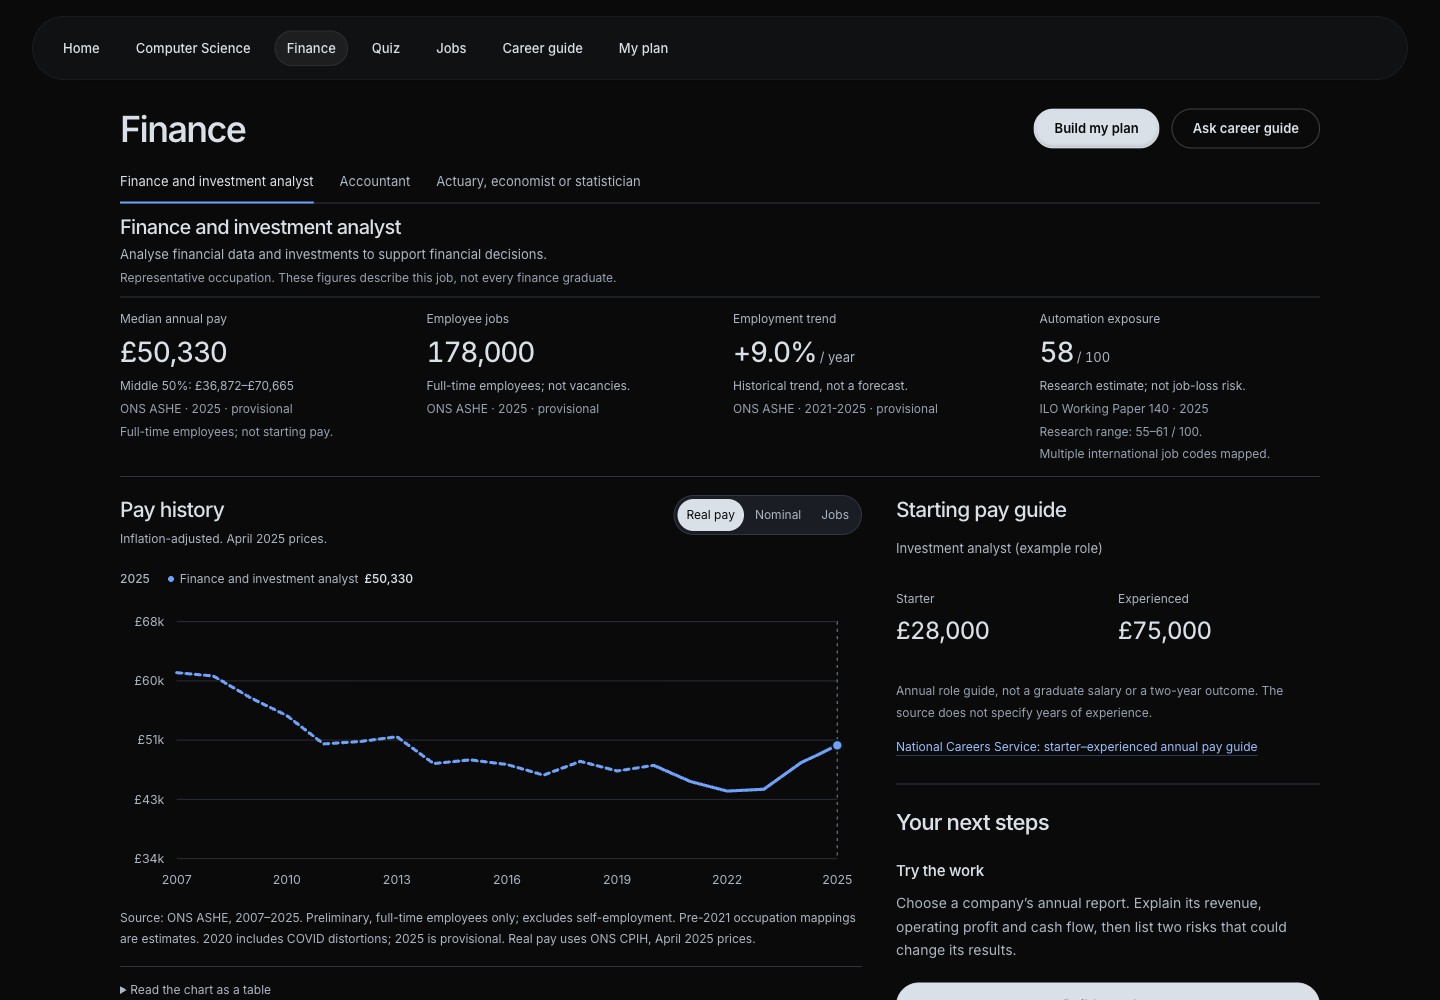 Home
Computer Science
Finance
Quiz
Jobs
Career guide
My plan
Finance
Build my plan
Ask career guide
Finance and investment analyst
Accountant
Actuary, economist or statistician
Finance and investment analyst
Analyse financial data and investments to support financial decisions.
Representative occupation. These figures describe this job, not every finance graduate.
Median annual pay
£50,330
Middle 50%: £36,872–£70,665
ONS ASHE · 2025 · provisional
Full-time employees; not starting pay.
Employee jobs
178,000
Full-time employees; not vacancies.
ONS ASHE · 2025 · provisional
Employment trend
+9.0% / year
Historical trend, not a forecast.
ONS ASHE · 2021-2025 · provisional
Automation exposure
58 / 100
Research estimate; not job-loss risk.
ILO Working Paper 140 · 2025
Research range: 55–61 / 100.
Multiple international job codes mapped.
Pay history
Inflation-adjusted. April 2025 prices.
Real pay
Nominal
Jobs
2025
Finance and investment analyst £50,330
£68k
£60k
£51k
£43k
£34k
2007
2010
2013
2016
2019
2022
2025
Source: ONS ASHE, 2007–2025. Preliminary, full-time employees only; excludes self-employment. Pre-2021 occupation mappings
are estimates. 2020 includes COVID distortions; 2025 is provisional. Real pay uses ONS CPIH, April 2025 prices.
Read the chart as a table
Starting pay guide
Investment analyst (example role)
Starter
£28,000
Experienced
£75,000
Annual role guide, not a graduate salary or a two-year outcome. The
source does not specify years of experience.
National Careers Service: starter–experienced annual pay guide
Your next steps
Try the work
Choose a company’s annual report. Explain its revenue,
operating profit and cash flow, then list two risks that could
change its results.